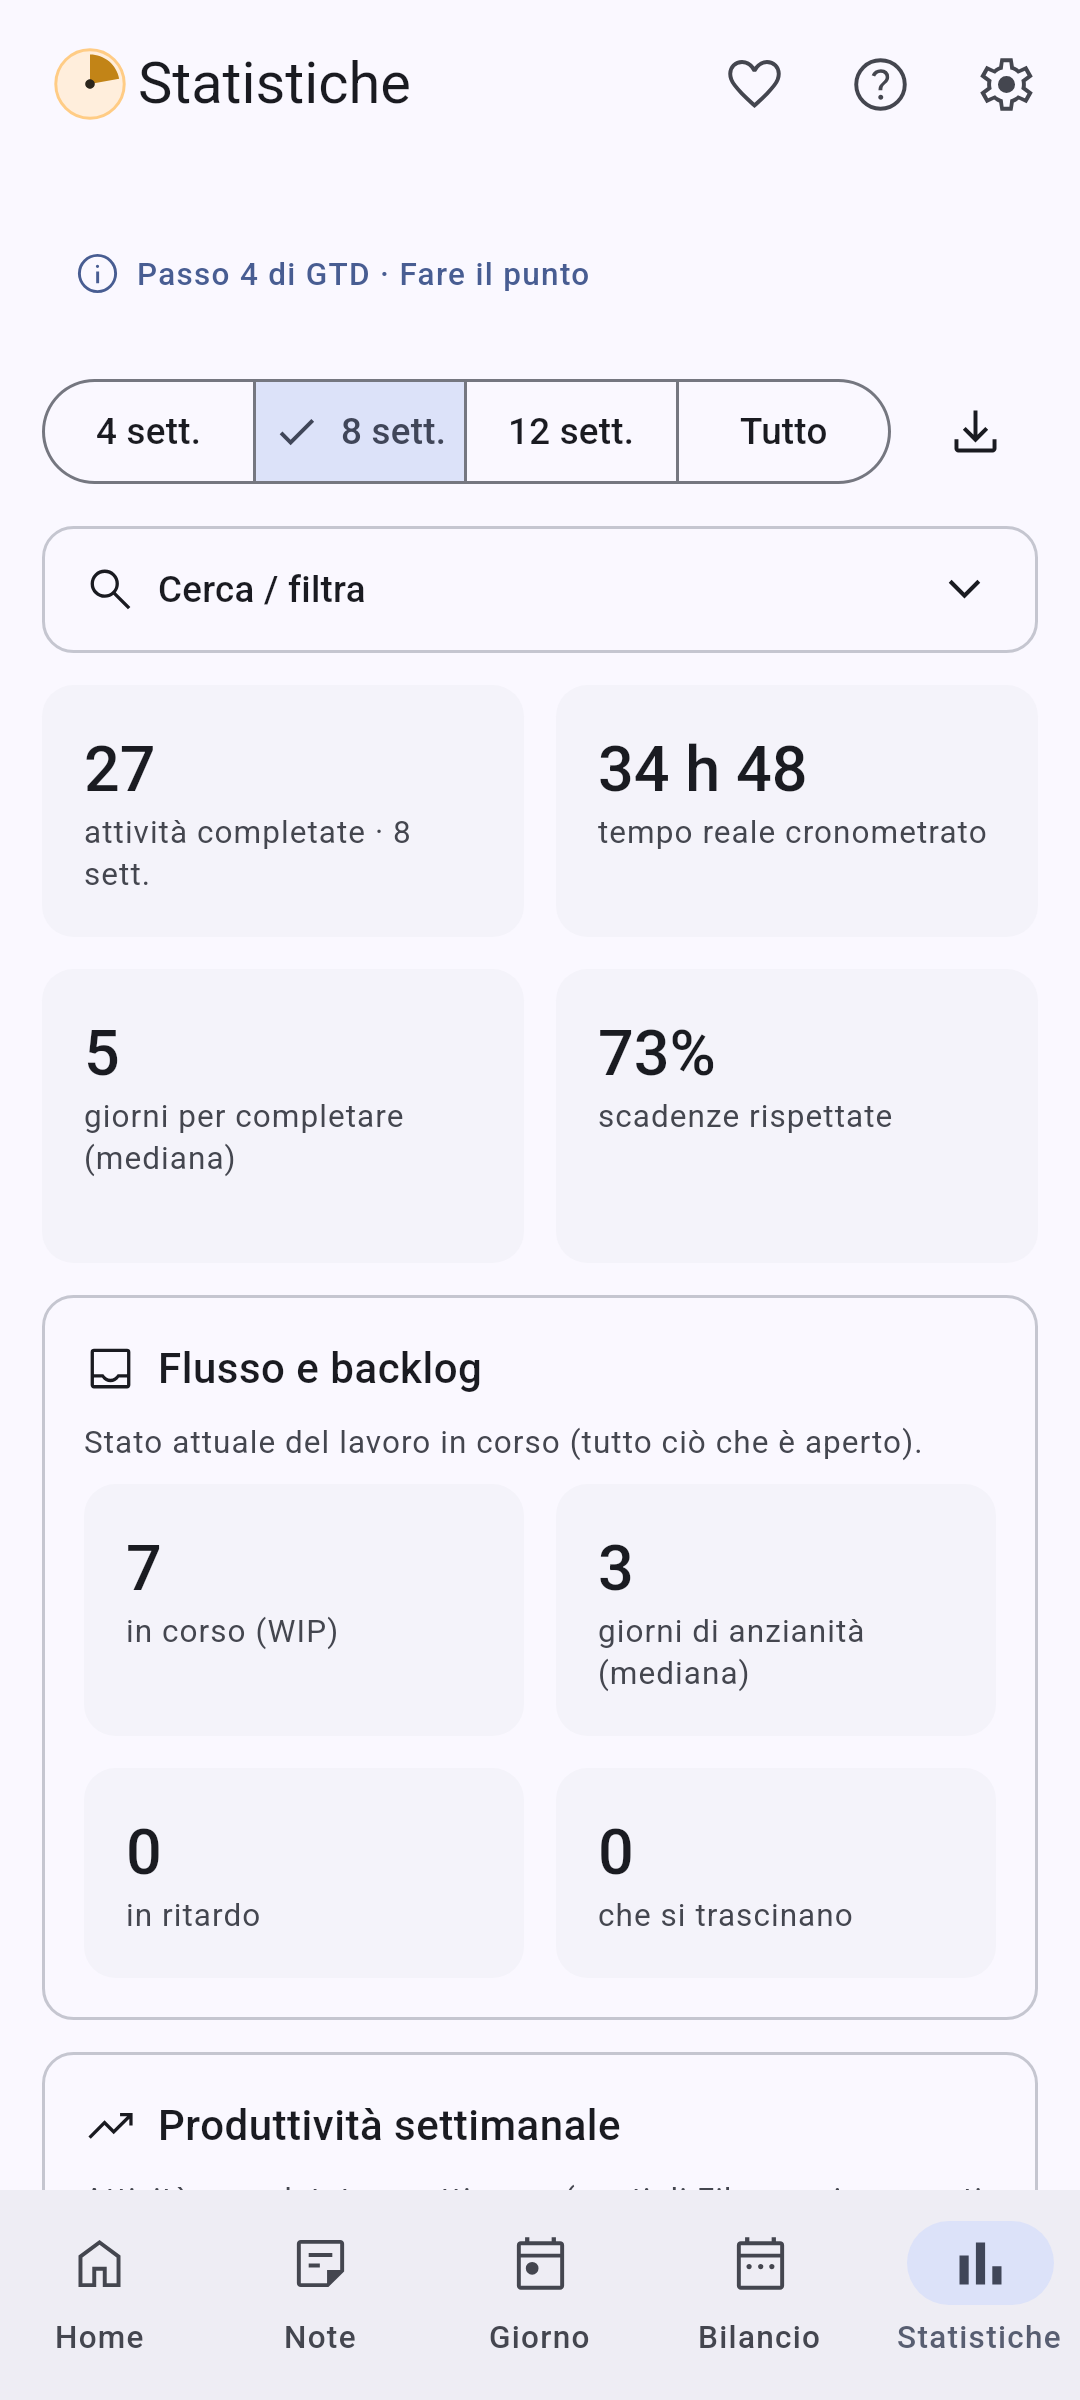 Statistiche
Passo 4 di GTD · Fare il punto
4 sett.
8 sett.
12 sett.
Tutto
Cerca / filtra
27
attività completate · 8
sett.
34 h 48
tempo reale cronometrato
5
giorni per completare
(mediana)
73%
scadenze rispettate
Flusso e backlog
Stato attuale del lavoro in corso (tutto ciò che è aperto).
7
in corso (WIP)
3
giorni di anzianità
(mediana)
0
in ritardo
0
che si trascinano
Produttività settimanale
Home
Note
Giorno
Bilancio
Statistiche